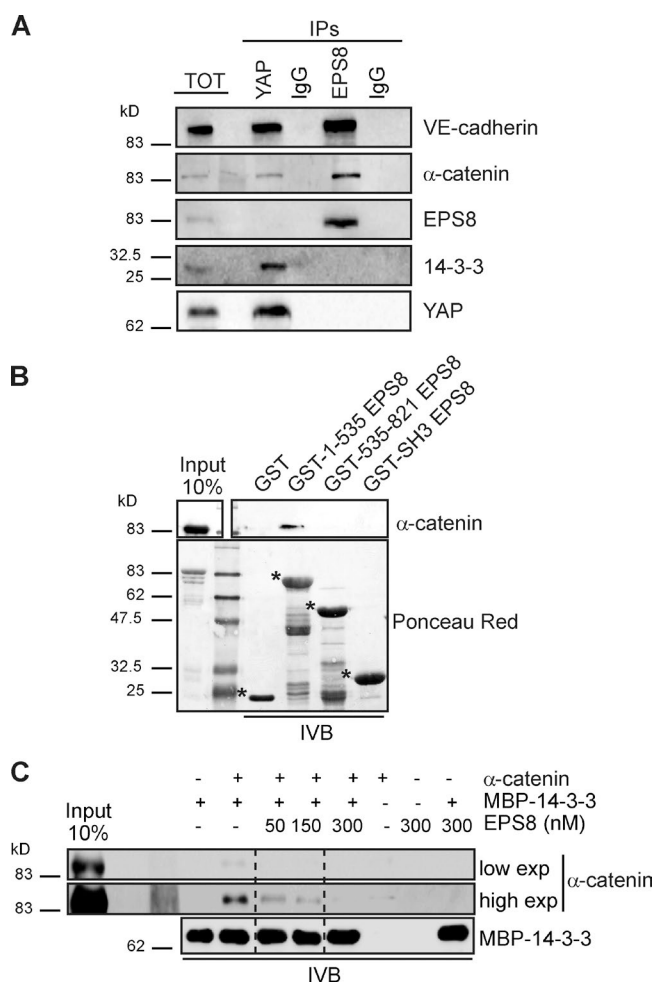 A
IPs
TOT YAP IgG EPS8 IgG
kD
83 VE-cadherin
83 α-catenin
83 EPS8
32.5
25 14-3-3
62 YAP
B
Input 10% GST GST-1-535 EPS8 GST-535-821 EPS8 GST-SH3 EPS8
kD
83 α-catenin
83 *
62 *
47.5 Ponceau Red
32.5 *
25 *
IVB
C
- + + + + + - - α-catenin
+ + + + + - - + MBP-14-3-3
- - 50 150 300 - 300 300 EPS8 (nM)
Input 10%
kD
83 low exp
83 high exp α-catenin
62 MBP-14-3-3
IVB